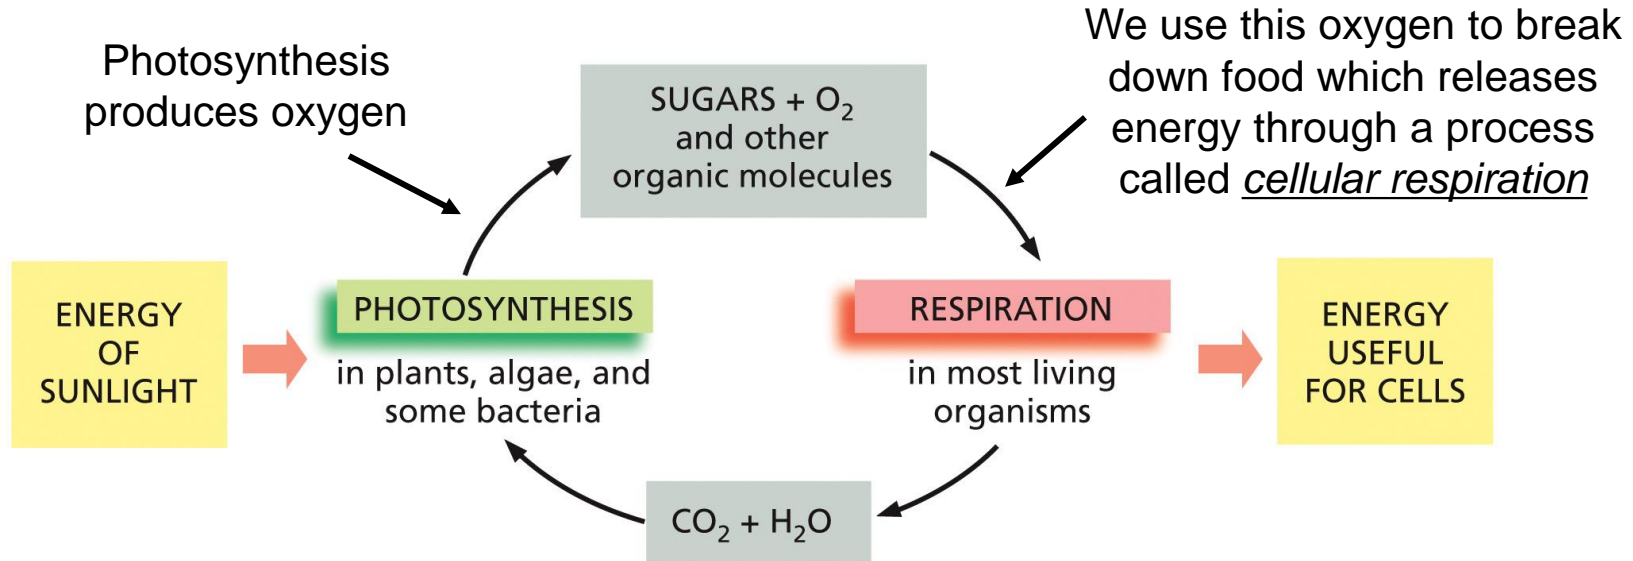 Photosynthesis
produces oxygen
We use this oxygen to break
down food which releases
energy through a process
called cellular respiration
SUGARS + O₂
and other
organic molecules
ENERGY
OF
SUNLIGHT
PHOTOSYNTHESIS
in plants, algae, and
some bacteria
RESPIRATION
in most living
organisms
ENERGY
USEFUL
FOR CELLS
CO₂ + H₂O